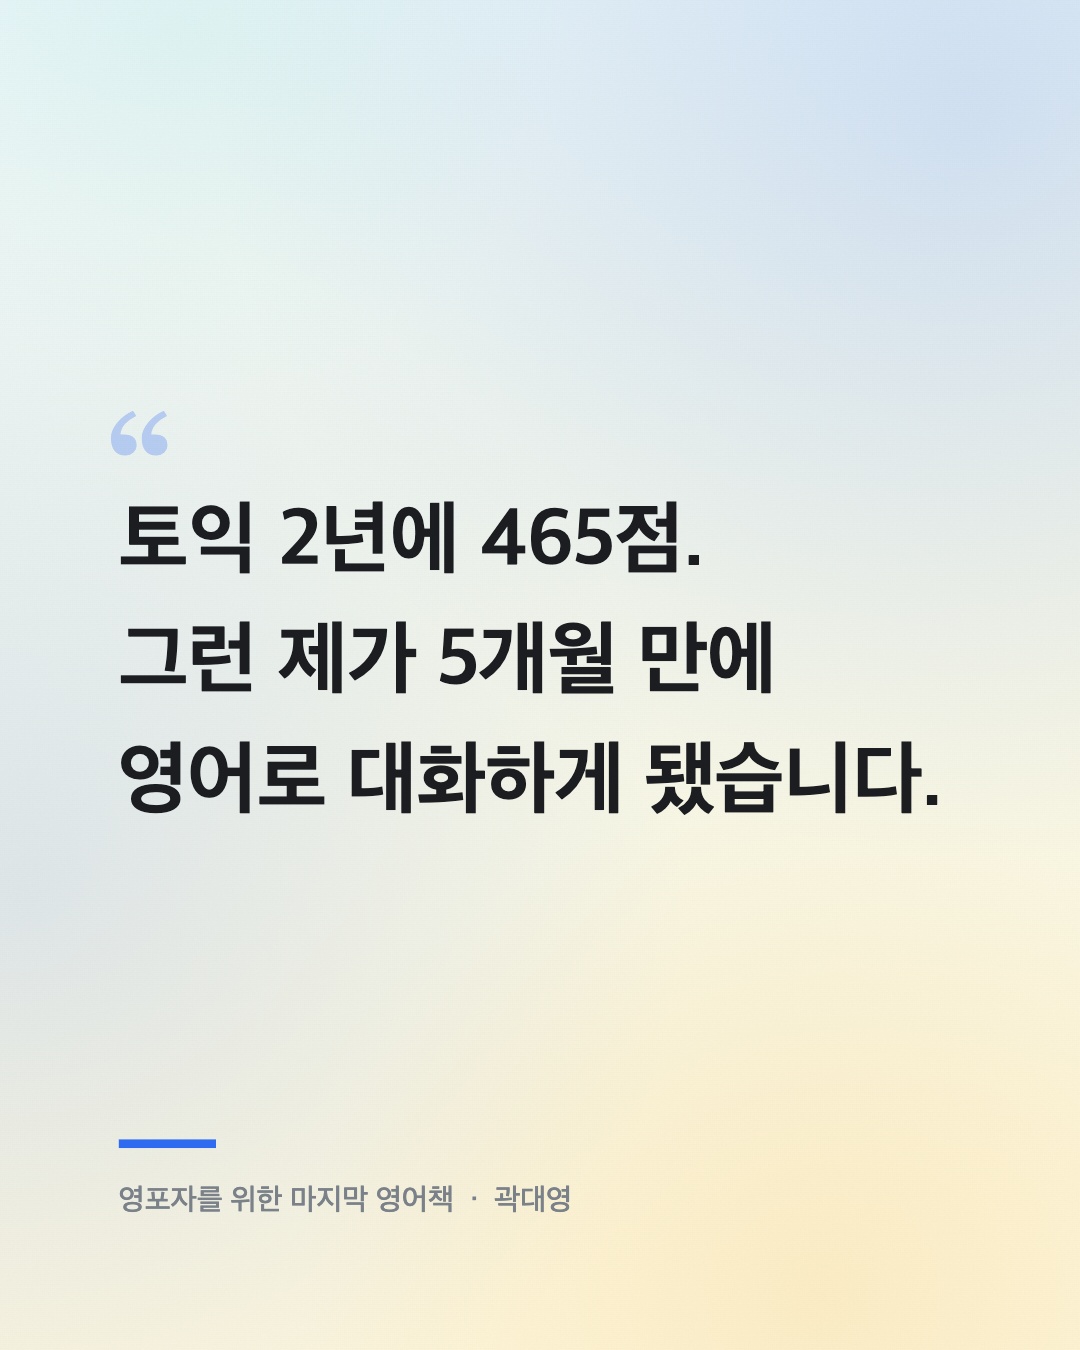 “
토익 2년에 465점.
그런 제가 5개월 만에
영어로 대화하게 됐습니다.
영포자를 위한 마지막 영어책 · 곽대영